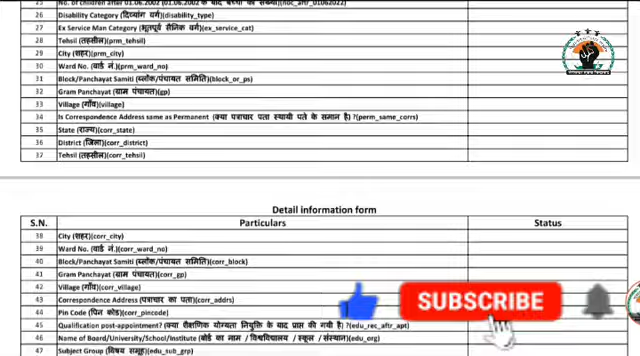 25 No. of children after 01.06.2002 (01.06.2002 के बाद बच्चों की संख्या)(noc_aftr_01062022)
26 Disability Category (दिव्यांग वर्ग)(disability_type)
27 Ex Service Man Category (भूतपूर्व सैनिक वर्ग)(ex_service_cat)
28 Tehsil (तहसील)(prm_tehsil)
29 City (शहर)(prm_city)
30 Ward No. (वार्ड नं.)(prm_ward_no)
31 Block/Panchayat Samiti (ब्लॉक/पंचायत समिति)(block_or_ps)
32 Gram Panchayat (ग्राम पंचायत)(gp)
33 Village (गाँव)(village)
34 Is Correspondence Address same as Permanent (क्या पत्राचार पता स्थायी पते के समान है) ?(perm_same_corrs)
35 State (राज्य)(corr_state)
36 District (जिला)(corr_district)
37 Tehsil (तहसील)(corr_tehsil)
Detail information form
S.N. Particulars Status
38 City (शहर)(corr_city)
39 Ward No. (वार्ड नं.)(corr_ward_no)
40 Block/Panchayat Samiti (ब्लॉक/पंचायत समिति)(corr_block)
41 Gram Panchayat (ग्राम पंचायत)(corr_gp)
42 Village (गाँव)(corr_village)
43 Correspondence Address (पत्राचार का पता)(corr_addrs)
44 Pin Code (पिन कोड)(corr_pincode)
45 Qualification post-appointment? (क्या शैक्षणिक योग्यता नियुक्ति के बाद प्राप्त की गयी है) ?(edu_rec_aftr_apt)
46 Name of Board/University/School/Institute (बोर्ड का नाम / विश्वविद्यालय / स्कूल / संस्थान)(edu_org)
47 Subject Group (विषय समूह)(edu_sub_grp)
SUBSCRIBE